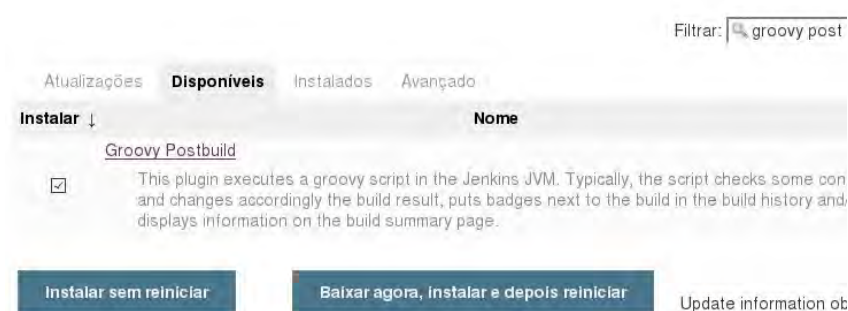 Filtrar: groovy post
Atualizações Disponíveis Instalados Avançado
Instalar ↓ Nome
Groovy Postbuild
This plugin executes a groovy script in the Jenkins JVM. Typically, the script checks some con
and changes accordingly the build result, puts badges next to the build in the build history and/
displays information on the build summary page.
Instalar sem reiniciar Baixar agora, instalar e depois reiniciar Update information ob